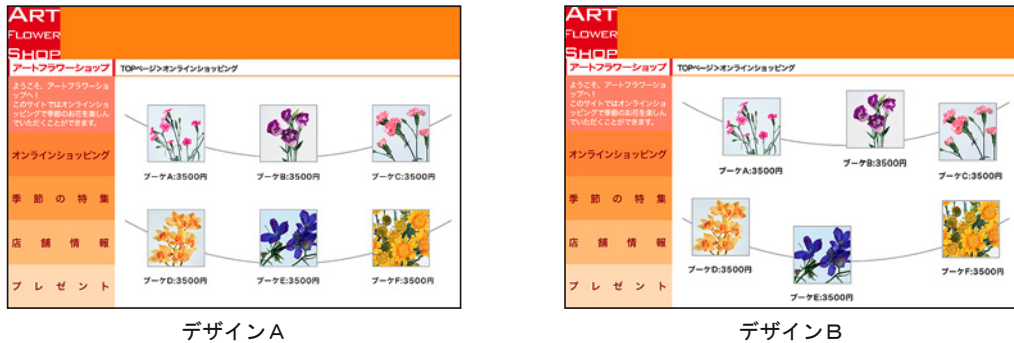 ART
FLOWER
SHOP
アートフラワーショップ
TOPページ>オンラインショッピング
ようこそ、アートフラワーショ
ップへ!
このサイトではオンラインショ
ッピングで季節のお花を楽しん
でいただくことができます。
オンラインショッピング
季節の特集
店舗情報
プレゼント
ブーケA:3500円
ブーケB:3500円
ブーケC:3500円
ブーケD:3500円
ブーケE:3500円
ブーケF:3500円
デザインA
ART
FLOWER
SHOP
アートフラワーショップ
TOPページ>オンラインショッピング
ようこそ、アートフラワーショ
ップへ!
このサイトではオンラインショ
ッピングで季節のお花を楽しん
でいただくことができます。
オンラインショッピング
季節の特集
店舗情報
プレゼント
ブーケA:3500円
ブーケB:3500円
ブーケC:3500円
ブーケD:3500円
ブーケE:3500円
ブーケF:3500円
デザインB